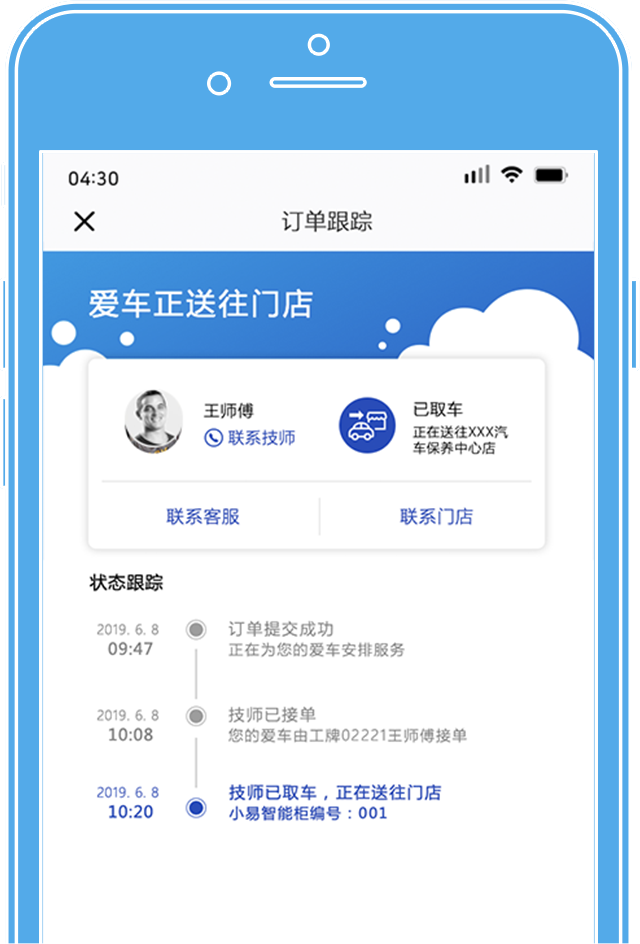 04:30
订单跟踪
爱车正送往门店
王师傅
联系技师
已取车
正在送往XXX汽
车保养中心店
联系客服
联系门店
状态跟踪
2019. 6. 8
09:47
订单提交成功
正在为您的爱车安排服务
2019. 6. 8
10:08
技师已接单
您的爱车由工牌02221王师傅接单
2019. 6. 8
10:20
技师已取车，正在送往门店
小易智能柜编号：001